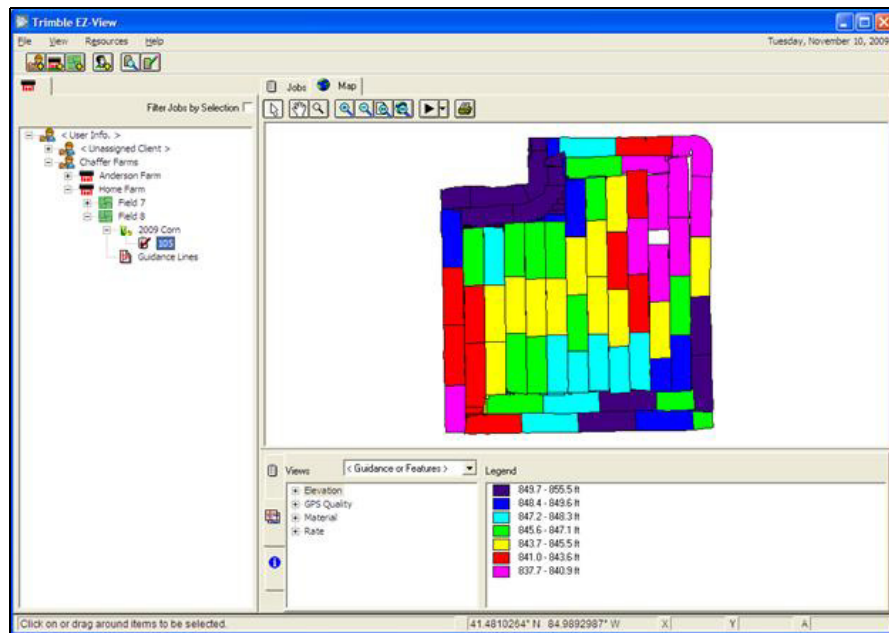 Trimble EZ-View
File View Resources Help
Tuesday, November 10, 2009
Jobs Map
Filter Jobs by Selection
< User Info. >
< Unassigned Client >
Chaffer Farms
Anderson Farm
Home Farm
Field 7
Field 8
2009 Corn
105
Guidance Lines
Views < Guidance or Features > Legend
Elevation
GPS Quality
Material
Rate
849.7 - 855.5 ft
848.4 - 849.6 ft
847.2 - 848.3 ft
845.6 - 847.1 ft
843.7 - 845.5 ft
841.0 - 843.6 ft
837.7 - 840.9 ft
Click on or drag around items to be selected. 41.4810264° N 84.9892987° W X Y A